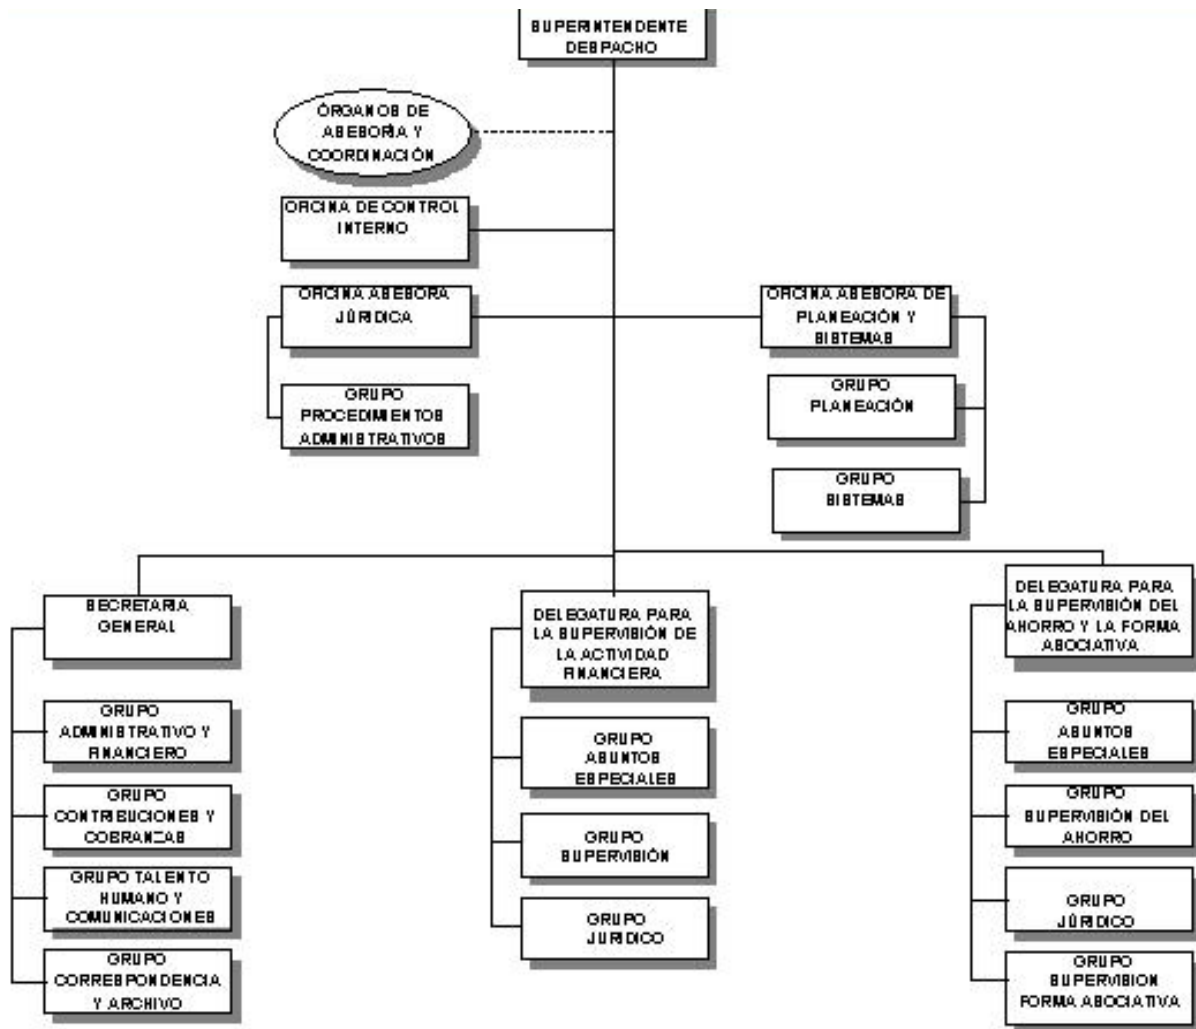 SUPERINTENDENTE
DESPACHO
ÓRGANOS DE
ASESORÍA Y
COORDINACIÓN
OFICINA DE CONTROL
INTERNO
OFICINA ASESORA
JÚRIDICA
GRUPO
PROCEDIMIENTOS
ADMINISTRATIVOS
OFICINA ASESORA DE
PLANEACIÓN Y
SISTEMAS
GRUPO
PLANEACIÓN
GRUPO
SISTEMAS
SECRETARIA
GENERAL
GRUPO
ADMINISTRATIVO Y
FINANCIERO
GRUPO
CONTRIBUCIONES Y
COBRANZAS
GRUPO TALENTO
HUMANO Y
COMUNICACIONES
GRUPO
CORRESPONDENCIA
Y ARCHIVO
DELEGATURA PARA
LA SUPERVISIÓN DE
LA ACTIVIDAD
FINANCIERA
GRUPO
ASUNTOS
ESPECIALES
GRUPO
SUPERVISIÓN
GRUPO
JURIDICO
DELEGATURA PARA
LA SUPERVISIÓN DEL
AHORRO Y LA FORMA
ASOCIATIVA
GRUPO
ASUNTOS
ESPECIALES
GRUPO
SUPERVISIÓN DEL
AHORRO
GRUPO
JÚRIDICO
GRUPO
SUPERVISION
FORMA ASOCIATIVA